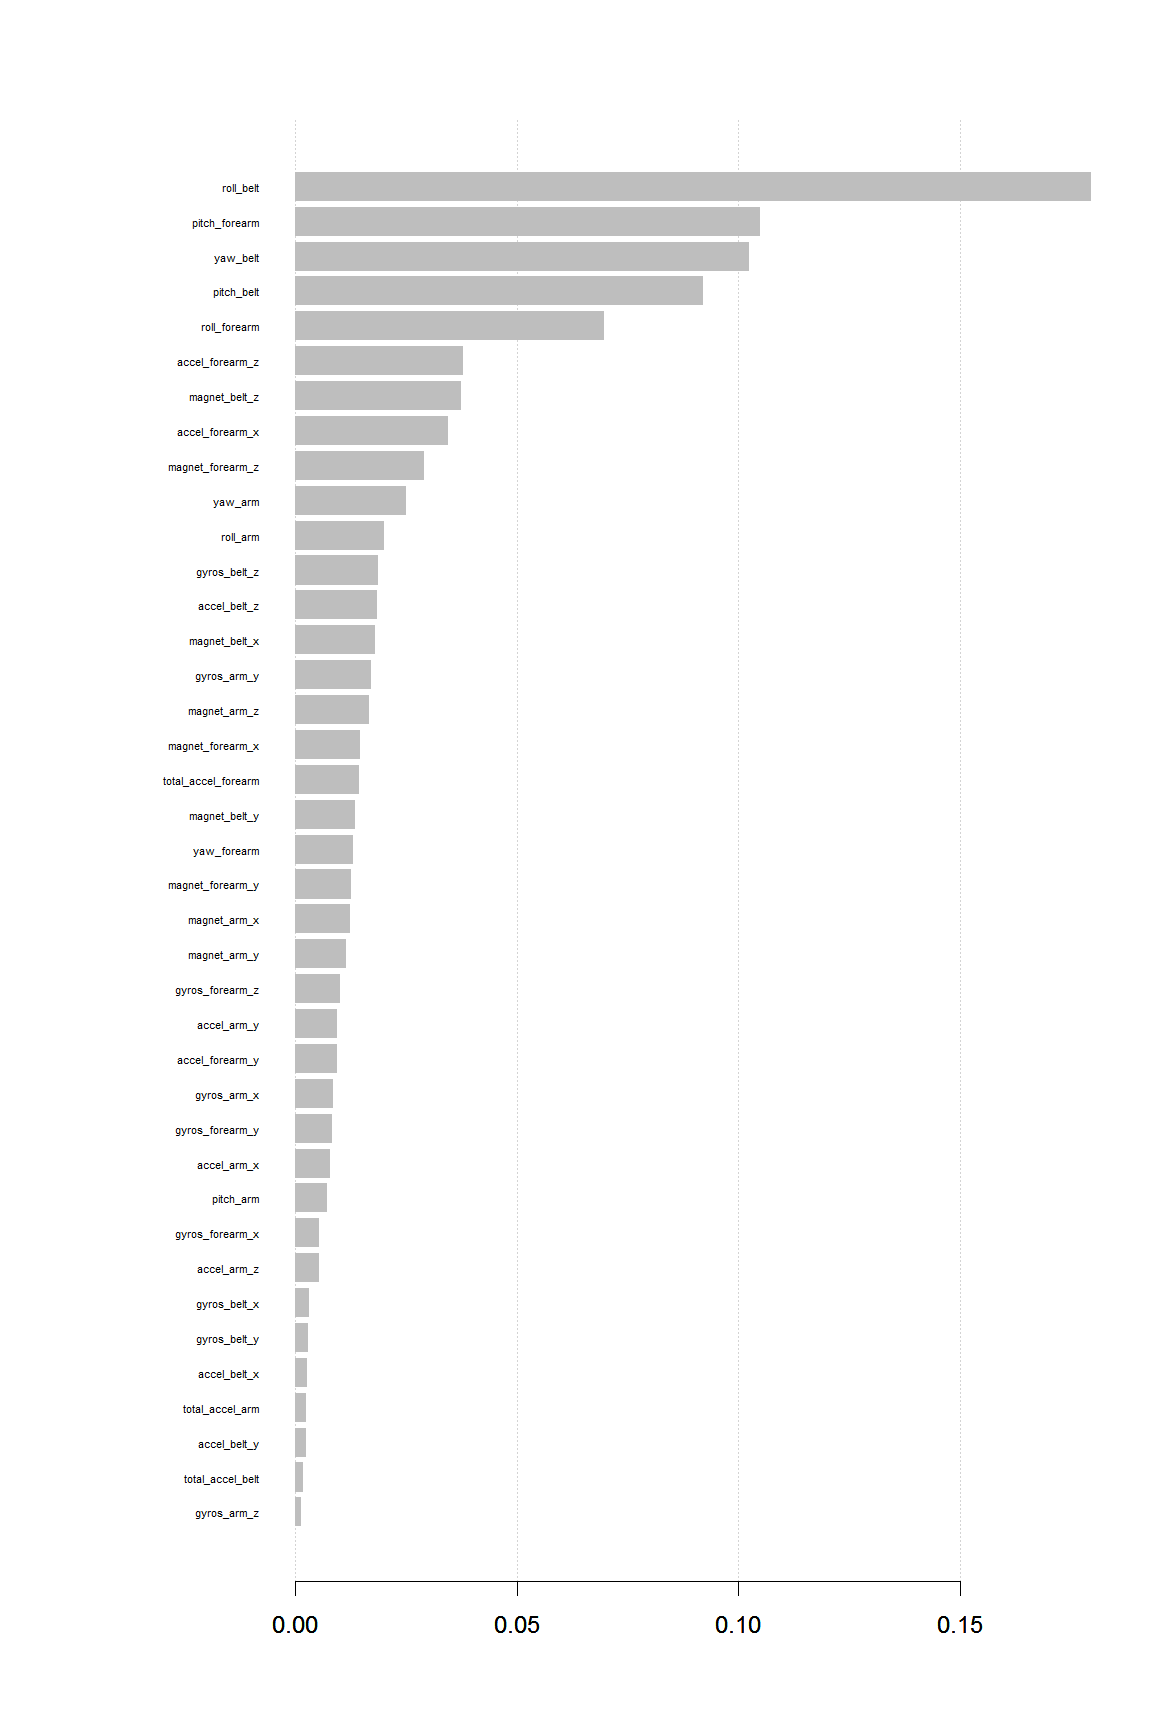 roll_belt
pitch_forearm
yaw_belt
pitch_belt
roll_forearm
accel_forearm_z
magnet_belt_z
accel_forearm_x
magnet_forearm_z
yaw_arm
roll_arm
gyros_belt_z
accel_belt_z
magnet_belt_x
gyros_arm_y
magnet_arm_z
magnet_forearm_x
total_accel_forearm
magnet_belt_y
yaw_forearm
magnet_forearm_y
magnet_arm_x
magnet_arm_y
gyros_forearm_z
accel_arm_y
accel_forearm_y
gyros_arm_x
gyros_forearm_y
accel_arm_x
pitch_arm
gyros_forearm_x
accel_arm_z
gyros_belt_x
gyros_belt_y
accel_belt_x
total_accel_arm
accel_belt_y
total_accel_belt
gyros_arm_z
0.00 0.05 0.10 0.15